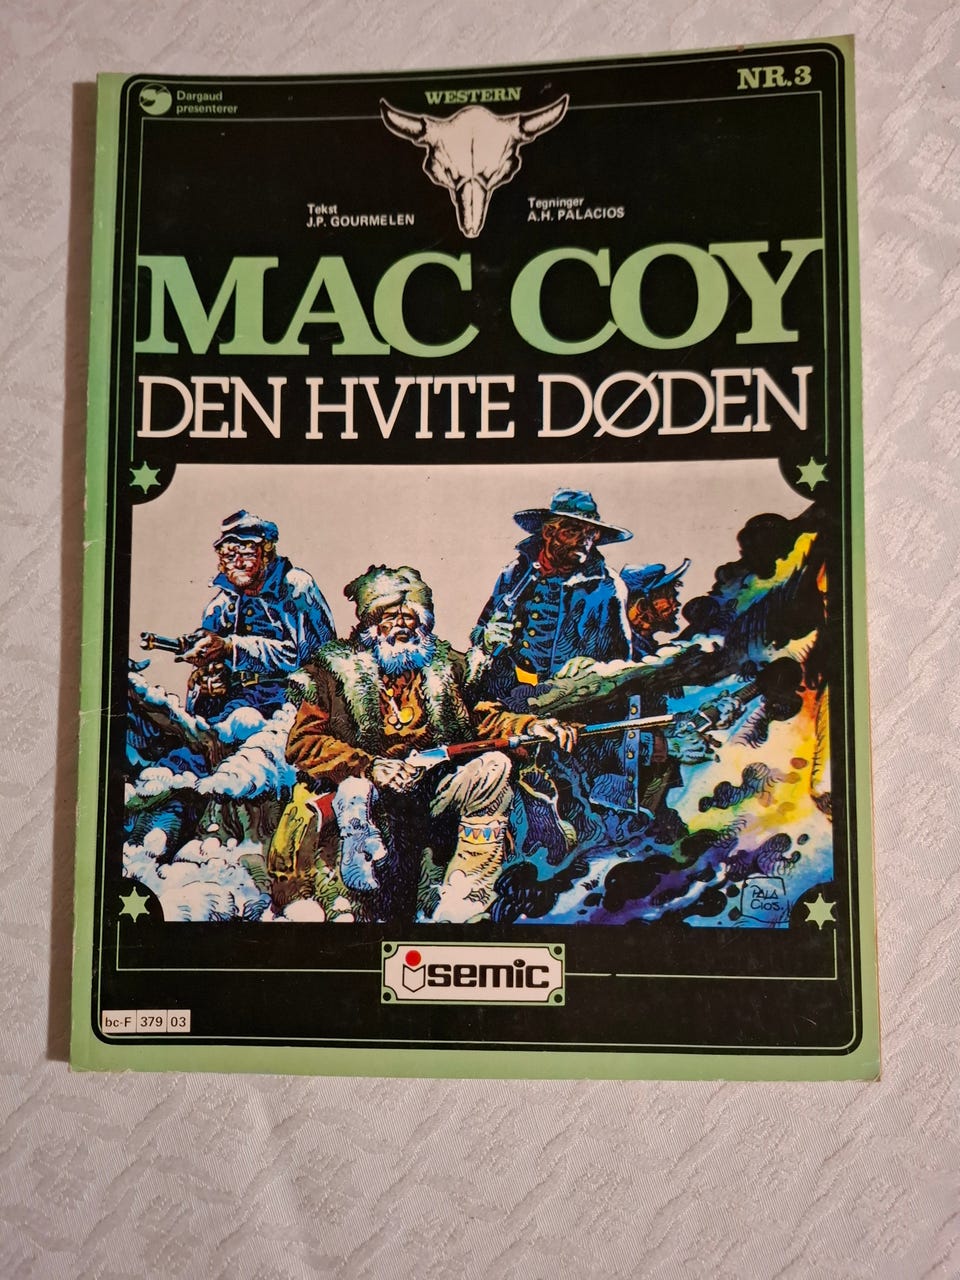 Dargaud
presenterer
WESTERN
NR.3
Tekst
J.P. GOURMELEN
Tegninger
A.H. PALACIOS
MAC COY
DEN HVITE DØDEN
PALA
CIOS.
semic
bc-F 379 03